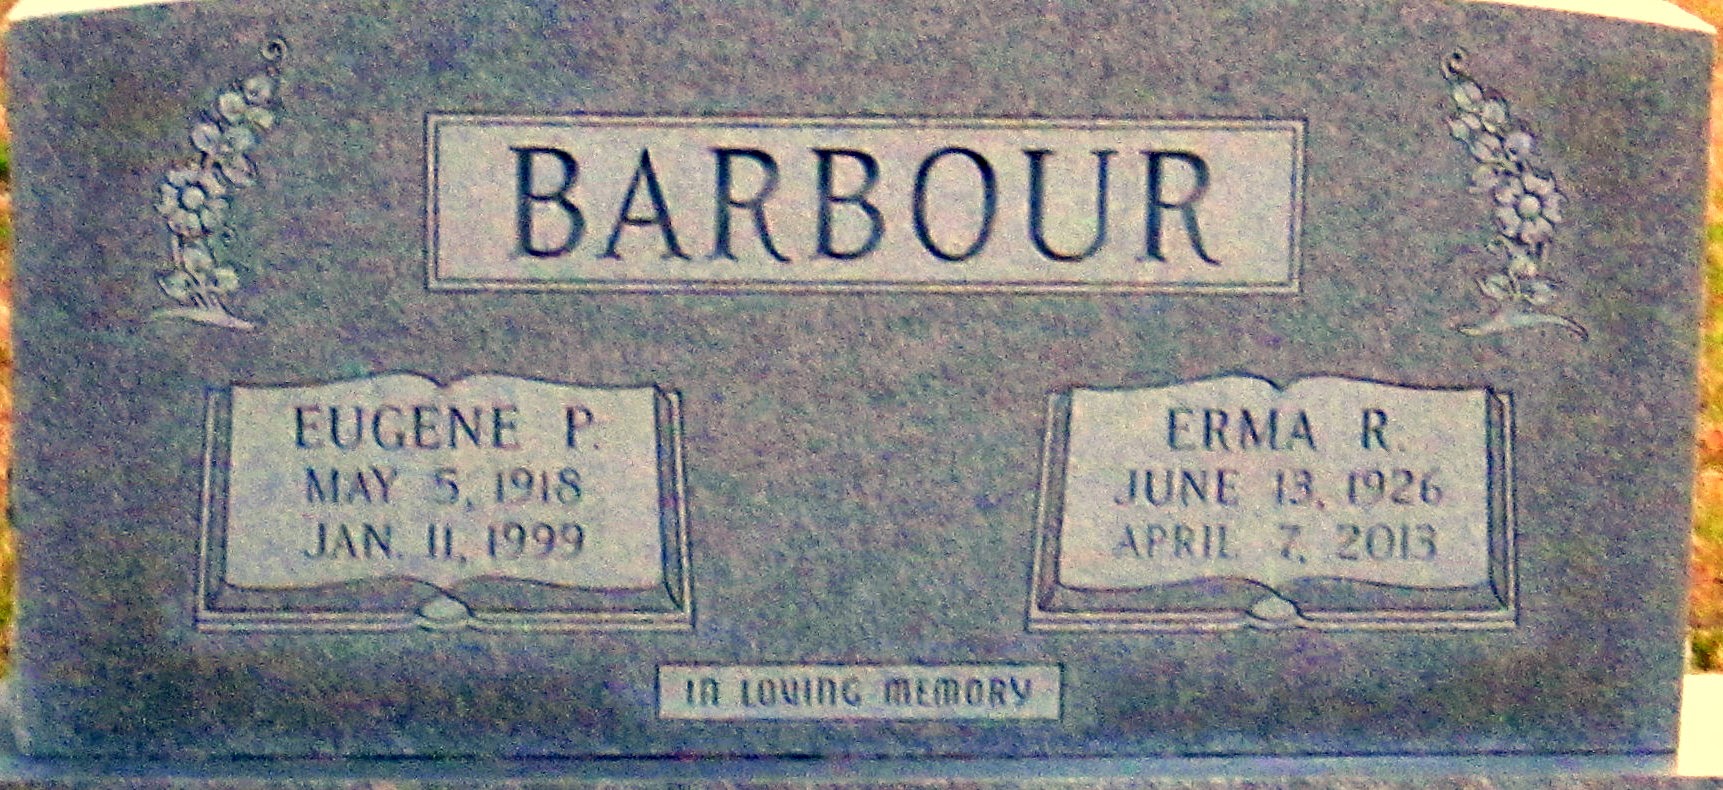 BARBOUR
EUGENE P.
MAY 5, 1918
JAN. 11, 1999
ERMA R.
JUNE 13, 1926
APRIL 7, 2013
IN LOVING MEMORY